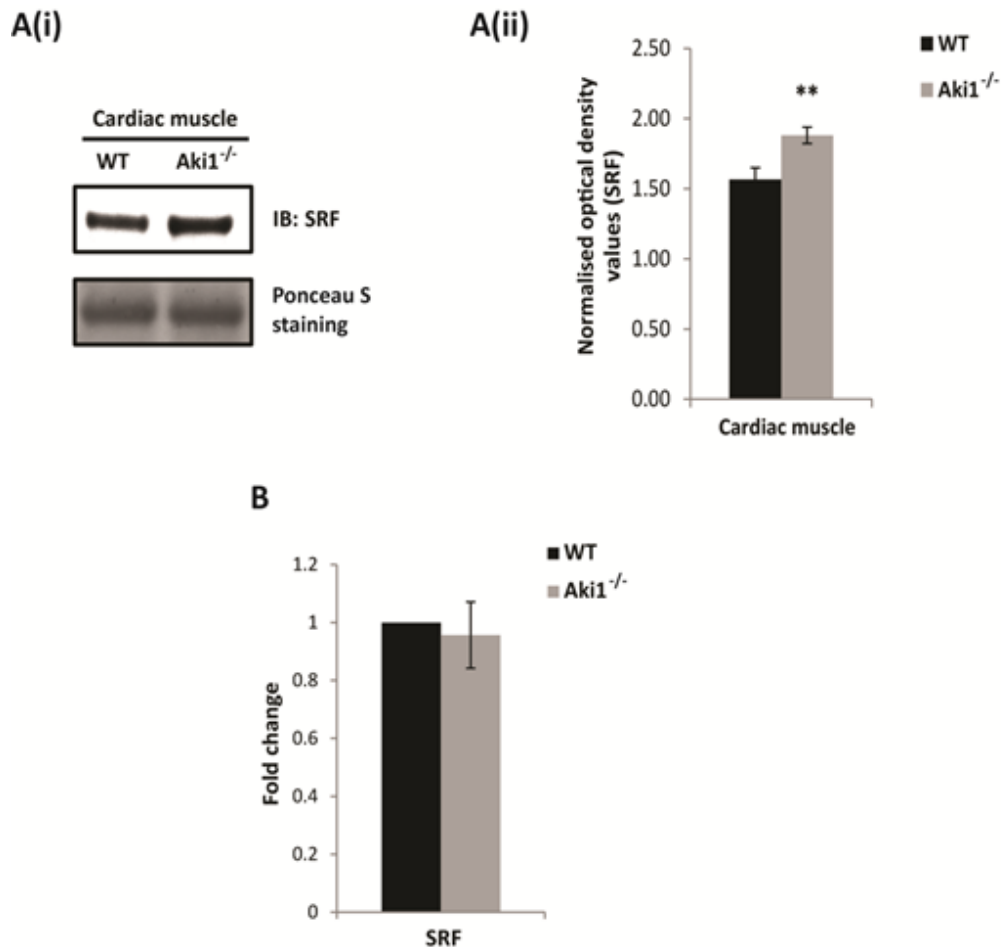 A(i)
Cardiac muscle
WT Aki1-/-
IB: SRF
Ponceau S
staining
A(ii)
Normalised optical density
values (SRF)
2.50
2.00
1.50
1.00
0.50
0.00
**
WT
Aki1-/-
Cardiac muscle
B
Fold change
1.2
1
0.8
0.6
0.4
0.2
0
WT
Aki1-/-
SRF